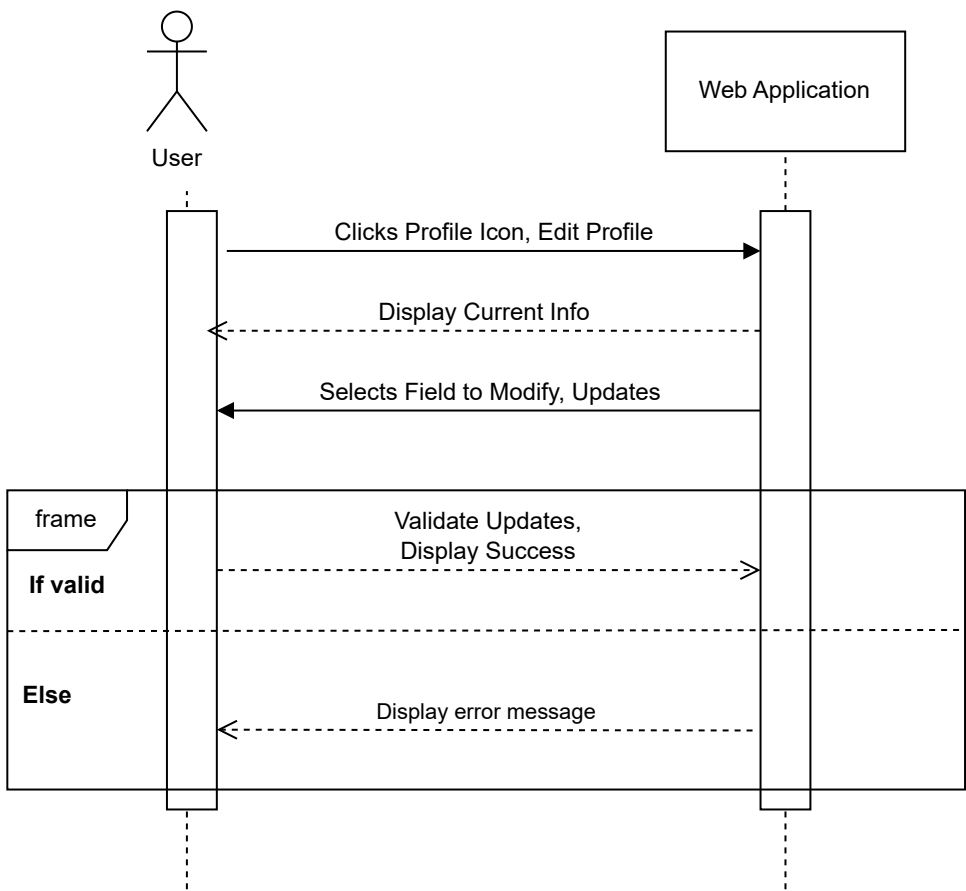 User
Web Application
Clicks Profile Icon, Edit Profile
Display Current Info
Selects Field to Modify, Updates
frame
Validate Updates,
Display Success
If valid
Else
Display error message